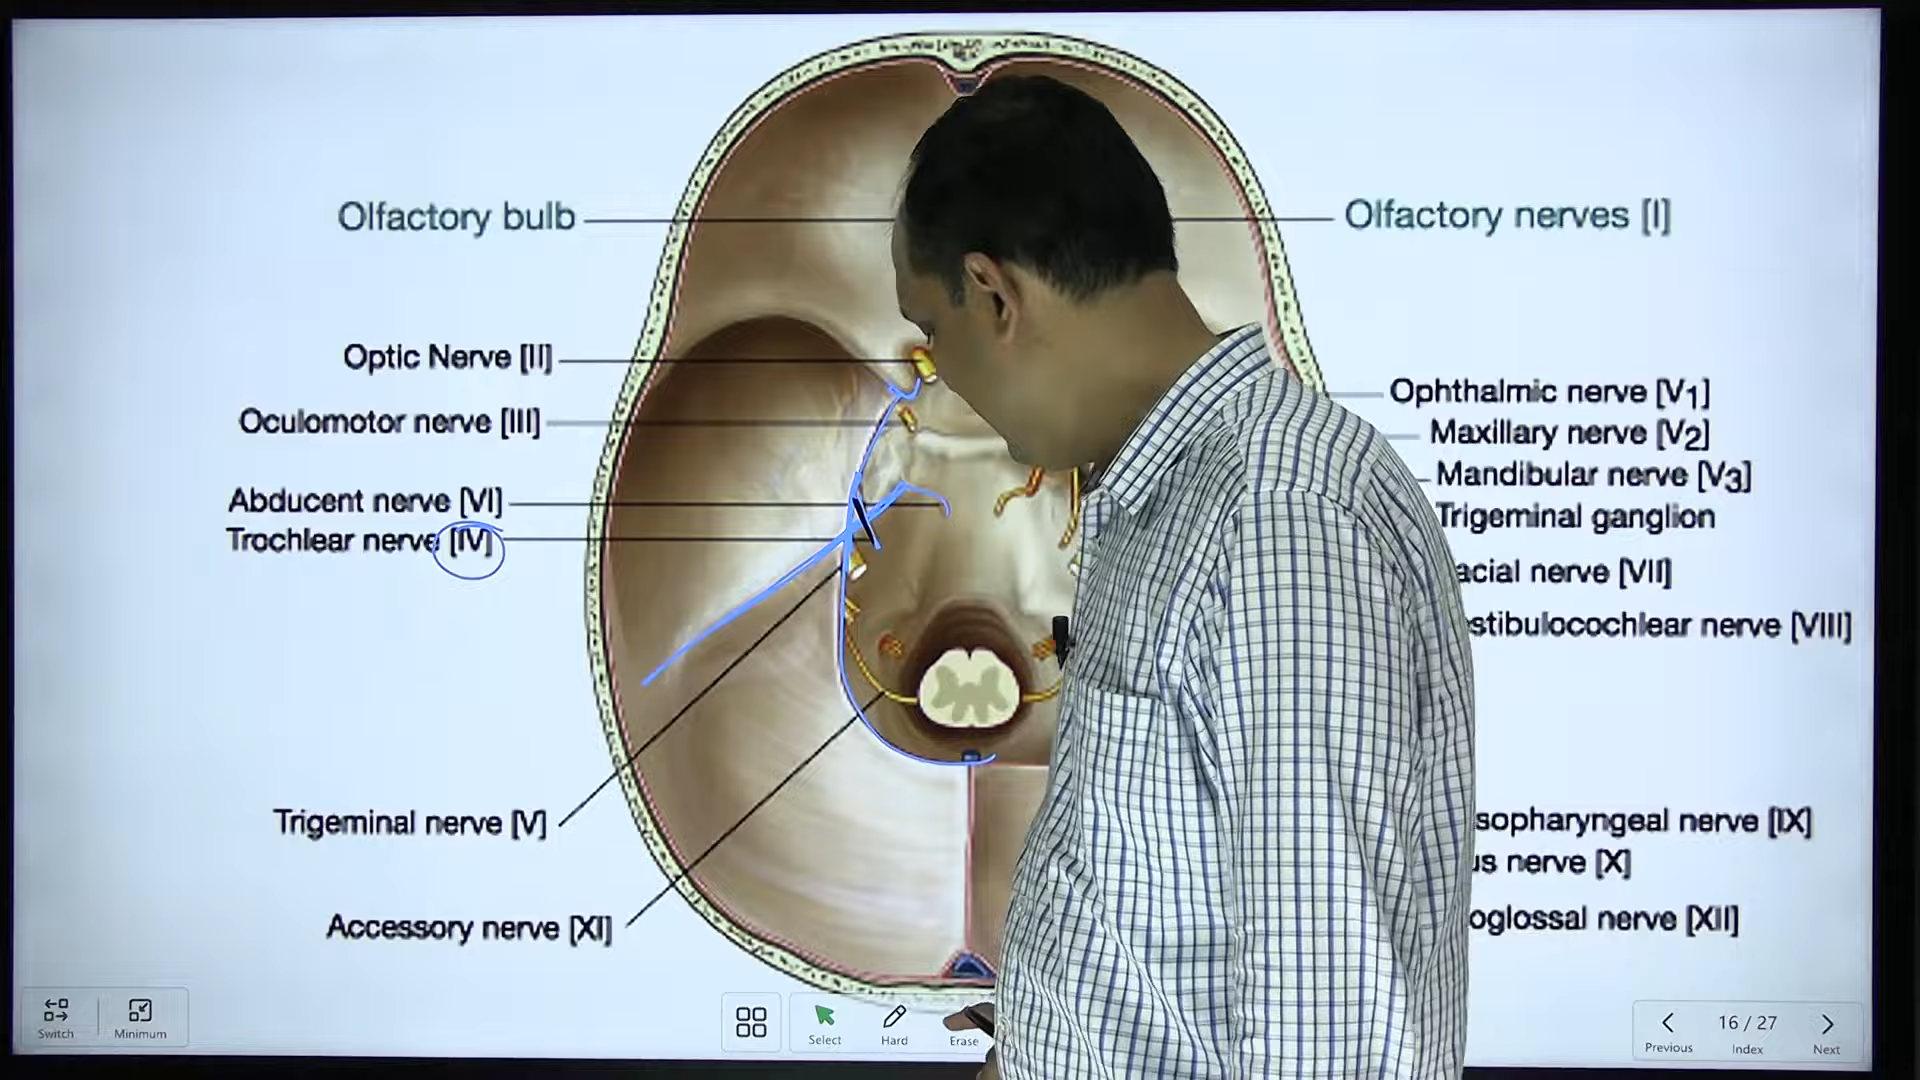 Olfactory bulb
Olfactory nerves [I]
Optic Nerve [II]
Oculomotor nerve [III]
Abducent nerve [VI]
Trochlear nerve [IV]
Trigeminal nerve [V]
Accessory nerve [XI]
Ophthalmic nerve [V1]
Maxillary nerve [V2]
Mandibular nerve [V3]
Trigeminal ganglion
acial nerve [VII]
stibulocochlear nerve [VIII]
sopharyngeal nerve [IX]
us nerve [X]
oglossal nerve [XII]
Switch
Minimum
Select
Hard
Erase
Previous
16 / 27
Index
Next